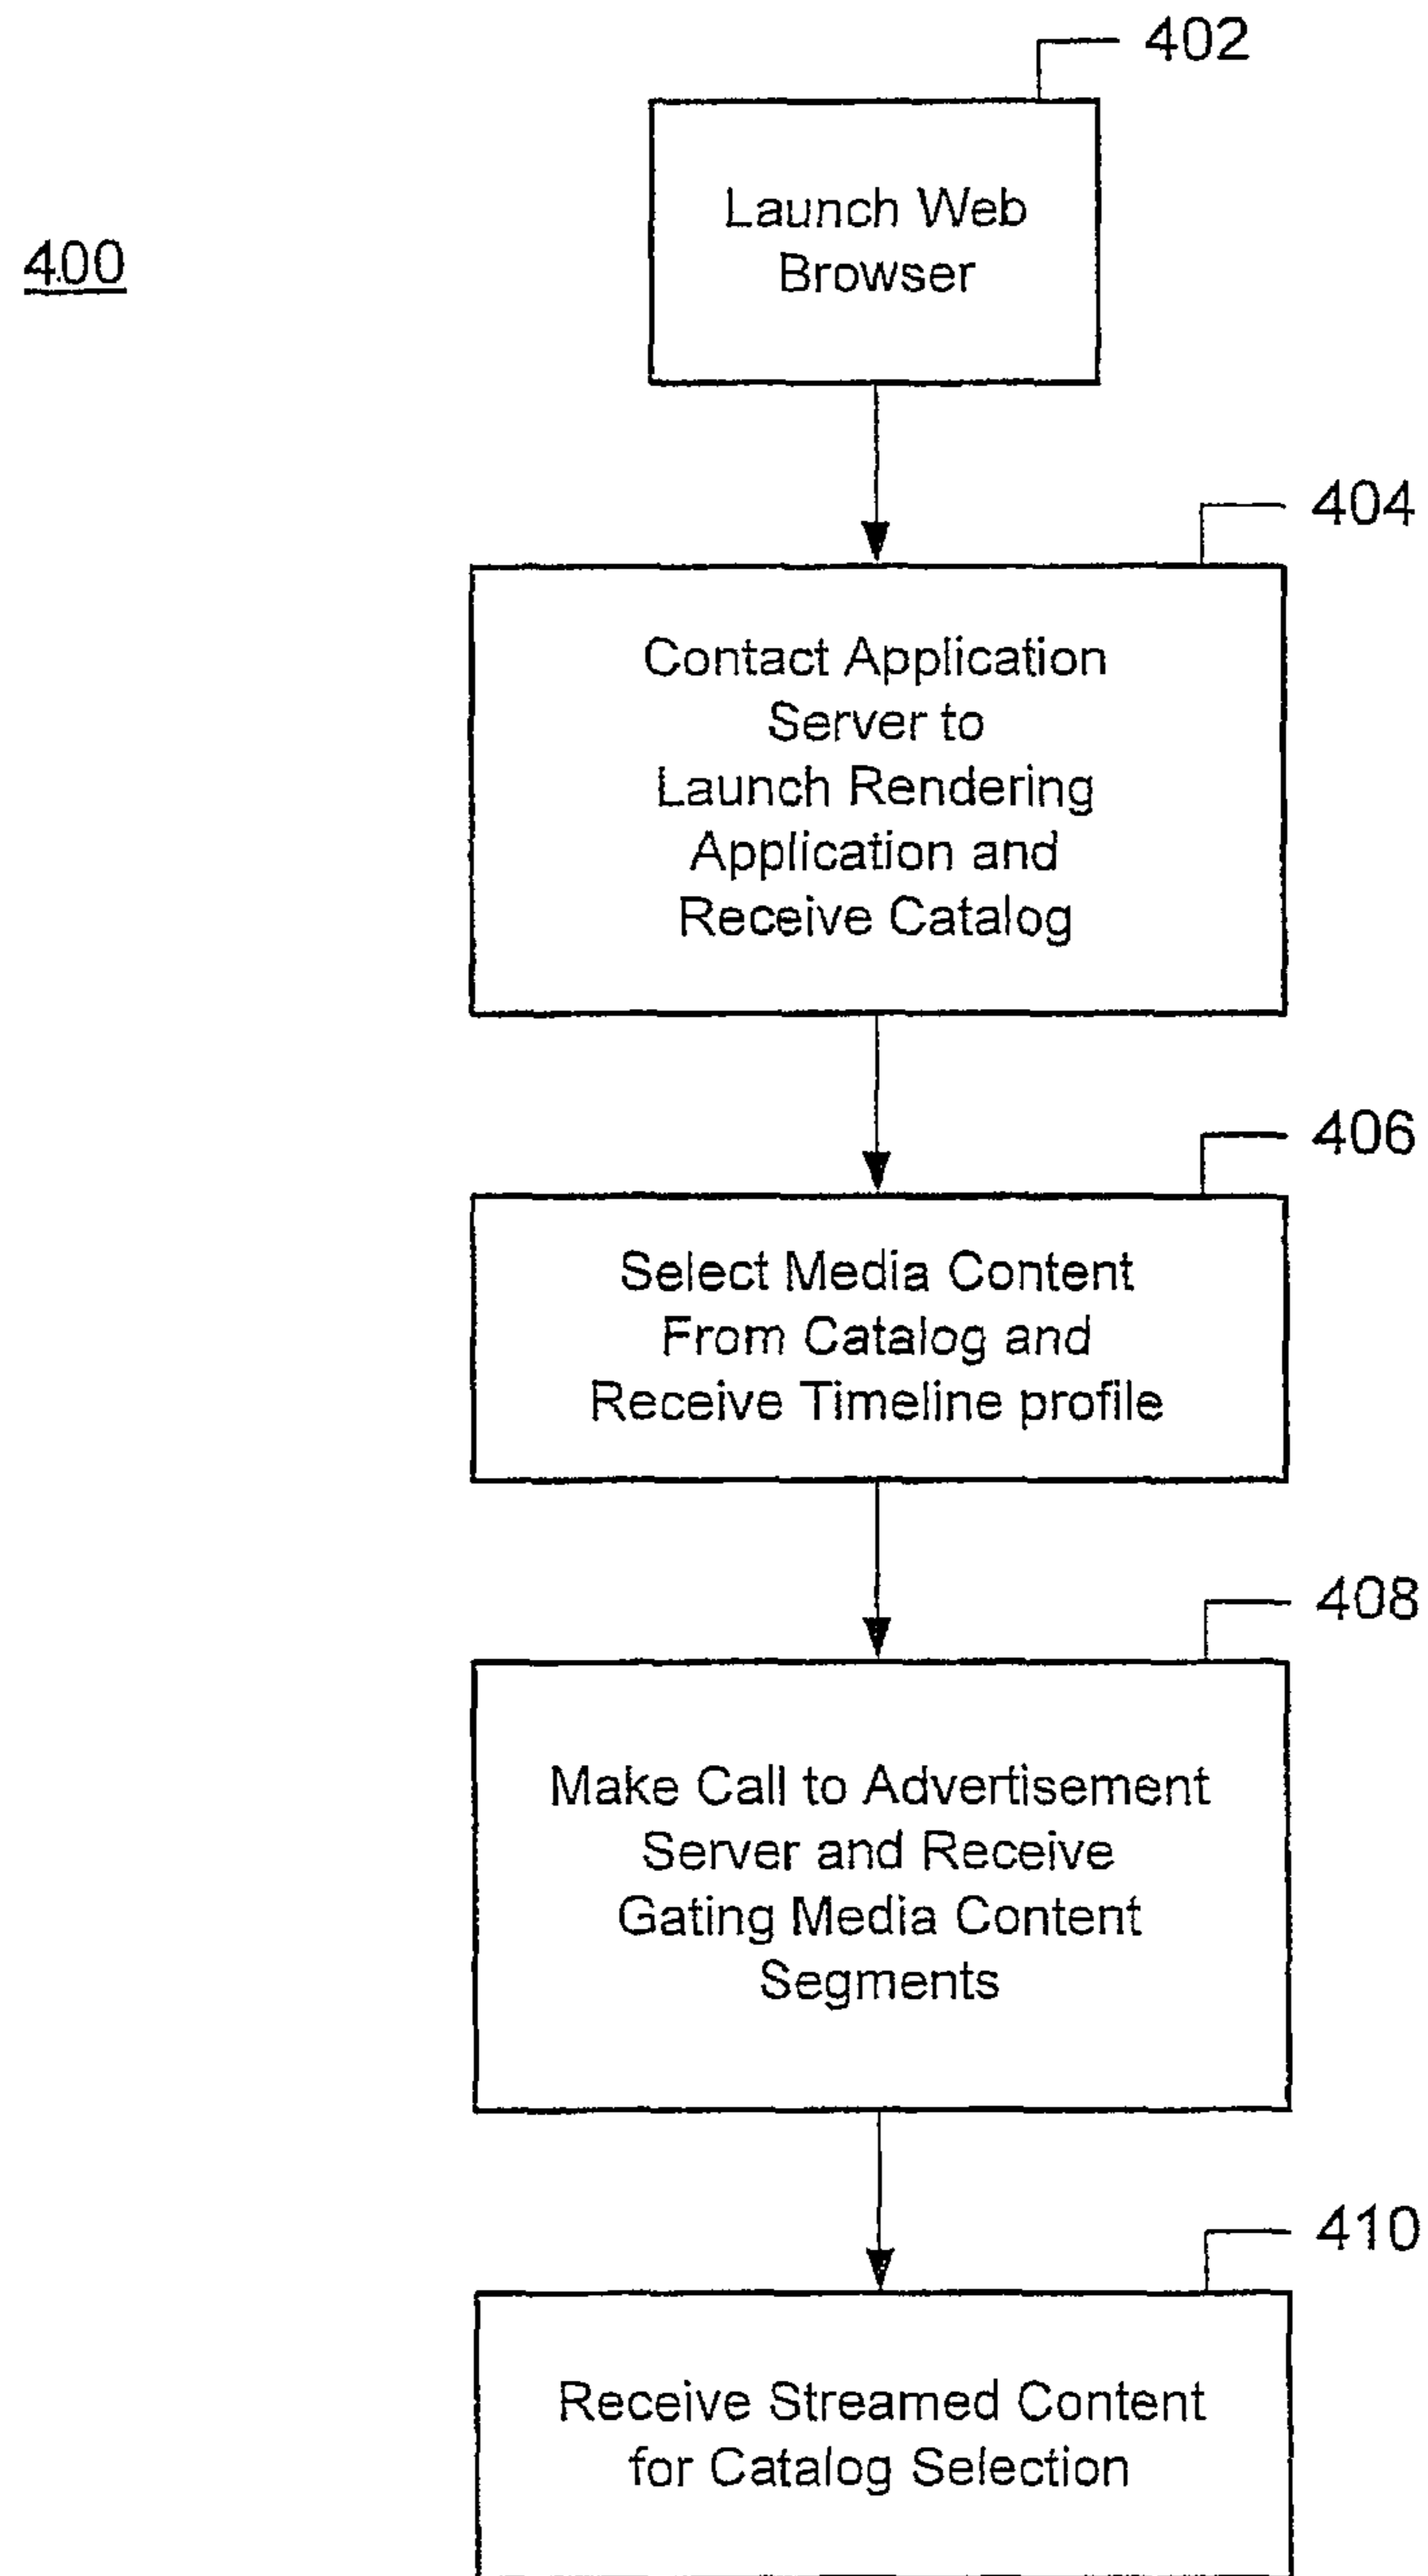 402
Launch Web
Browser
400
404
Contact Application
Server to
Launch Rendering
Application and
Receive Catalog
406
Select Media Content
From Catalog and
Receive Timeline profile
408
Make Call to Advertisement
Server and Receive
Gating Media Content
Segments
410
Receive Streamed Content
for Catalog Selection